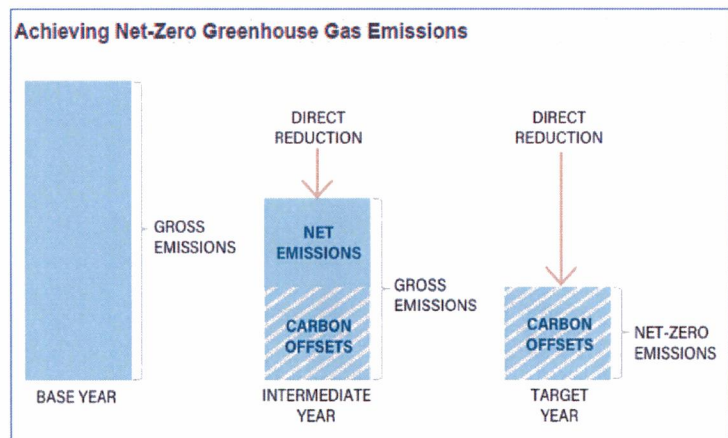 Achieving Net-Zero Greenhouse Gas Emissions
DIRECT
REDUCTION
DIRECT
REDUCTION
GROSS
EMISSIONS
NET
EMISSIONS
GROSS
EMISSIONS
CARBON
OFFSETS
CARBON
OFFSETS
NET-ZERO
EMISSIONS
BASE YEAR
INTERMEDIATE
YEAR
TARGET
YEAR